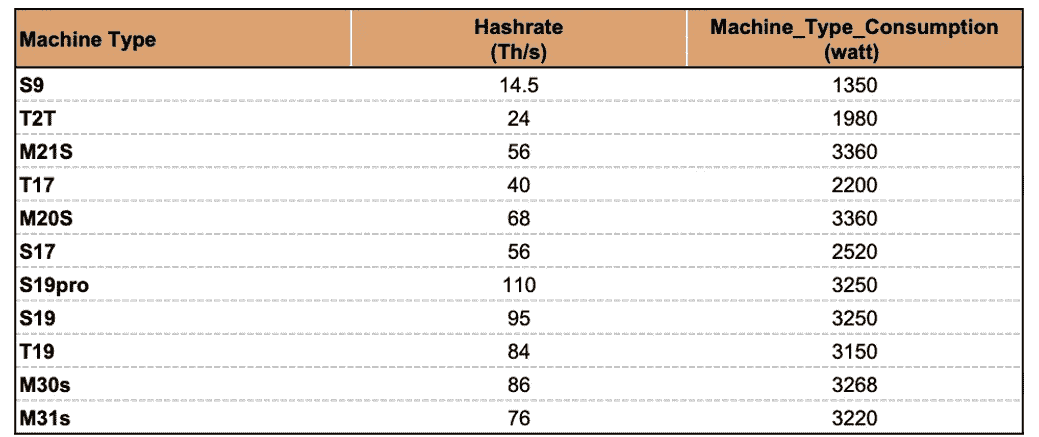 Machine Type Hashrate (Th/s) Machine_Type_Consumption (watt)
S9 14.5 1350
T2T 24 1980
M21S 56 3360
T17 40 2200
M20S 68 3360
S17 56 2520
S19pro 110 3250
S19 95 3250
T19 84 3150
M30s 86 3268
M31s 76 3220